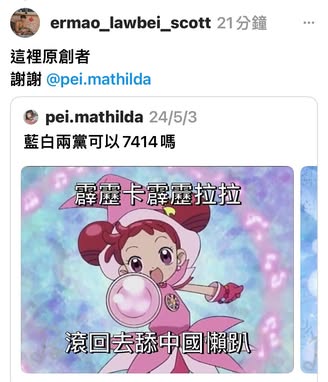 ermao_lawbei_scott 21分鐘
這裡原創者
謝謝 @pei.mathilda
pei.mathilda 24/5/3
藍白兩黨可以7414嗎
霹靂卡霹靂拉拉
滾回去舔中國懶趴